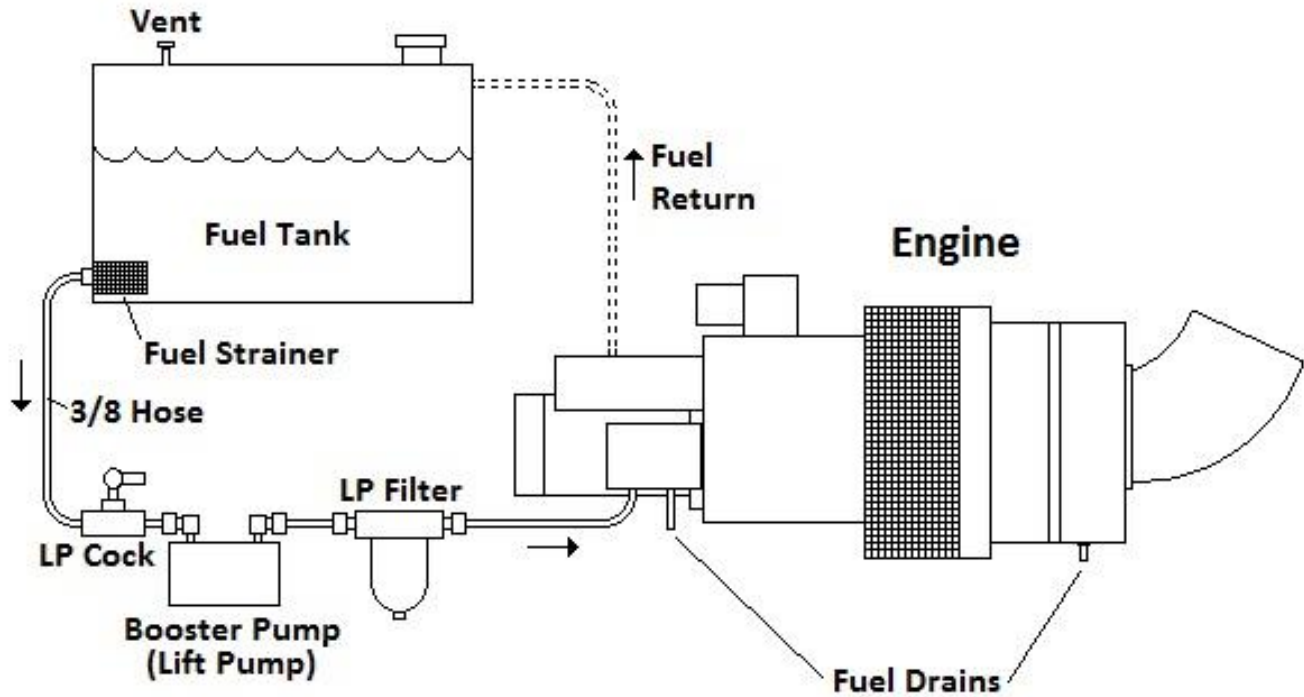 Vent
Fuel
Return
Fuel Tank
Engine
Fuel Strainer
3/8 Hose
LP Filter
LP Cock
Booster Pump
(Lift Pump)
Fuel Drains